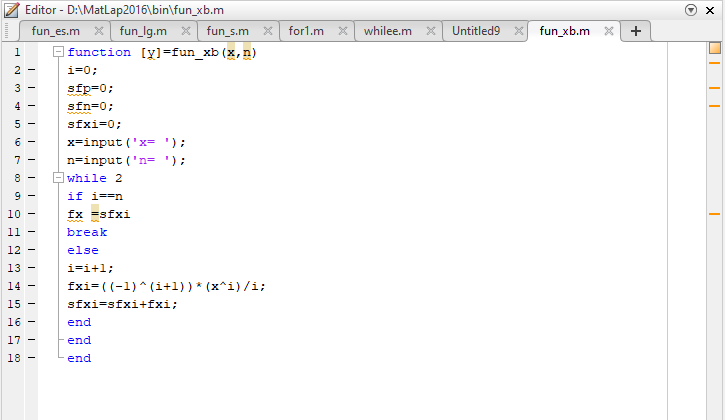 Editor - D:\MatLap2016\bin\fun_xb.m
fun_es.m fun_lg.m fun_s.m for1.m whilee.m Untitled9 fun_xb.m
1 function [y]=fun_xb(x,n)
2 i=0;
3 sfp=0;
4 sfn=0;
5 sfxi=0;
6 x=input('x= ');
7 n=input('n= ');
8 while 2
9 if i==n
10 fx =sfxi
11 break
12 else
13 i=i+1;
14 fxi=((-1)^(i+1))*(x^i)/i;
15 sfxi=sfxi+fxi;
16 end
17 end
18 end